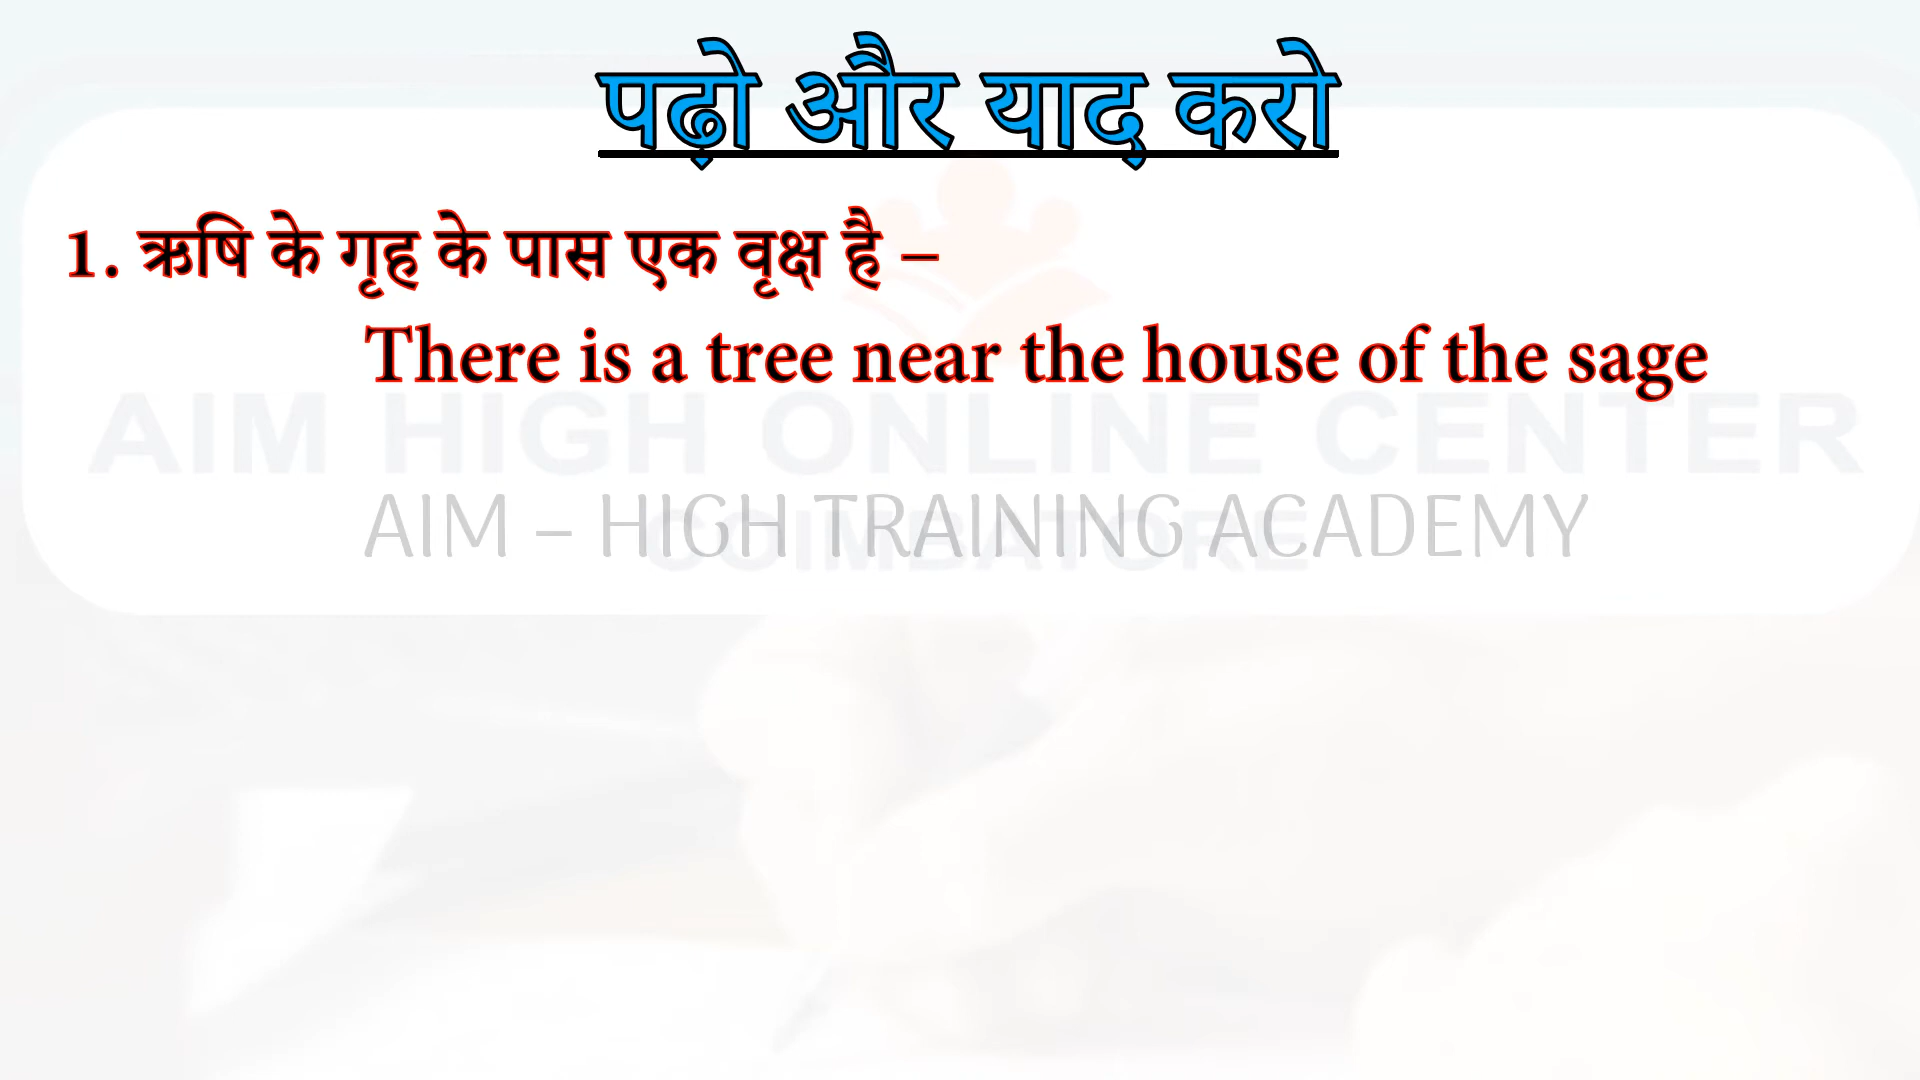 पढ़ो और याद करो
1. ऋषि के गृह के पास एक वृक्ष है –
There is a tree near the house of the sage
AIM HIGH ONLINE CENTER
AIM – HIGH TRAINING ACADEMY
COIMBATORE